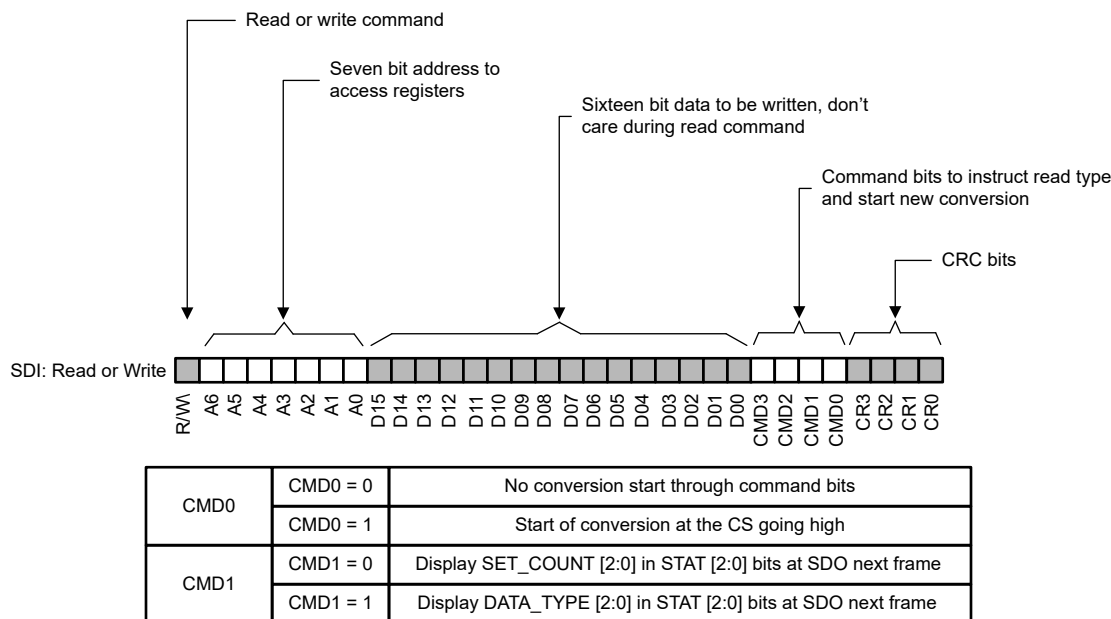 Read or write command
Seven bit address to
access registers
Sixteen bit data to be written, don’t
care during read command
Command bits to instruct read type
and start new conversion
CRC bits
SDI: Read or Write
R/W\
A6
A5
A4
A3
A2
A1
A0
D15
D14
D13
D12
D11
D10
D09
D08
D07
D06
D05
D04
D03
D02
D01
D00
CMD3
CMD2
CMD1
CMD0
CR3
CR2
CR1
CR0
CMD0
CMD0 = 0
No conversion start through command bits
CMD0 = 1
Start of conversion at the CS going high
CMD1
CMD1 = 0
Display SET_COUNT [2:0] in STAT [2:0] bits at SDO next frame
CMD1 = 1
Display DATA_TYPE [2:0] in STAT [2:0] bits at SDO next frame